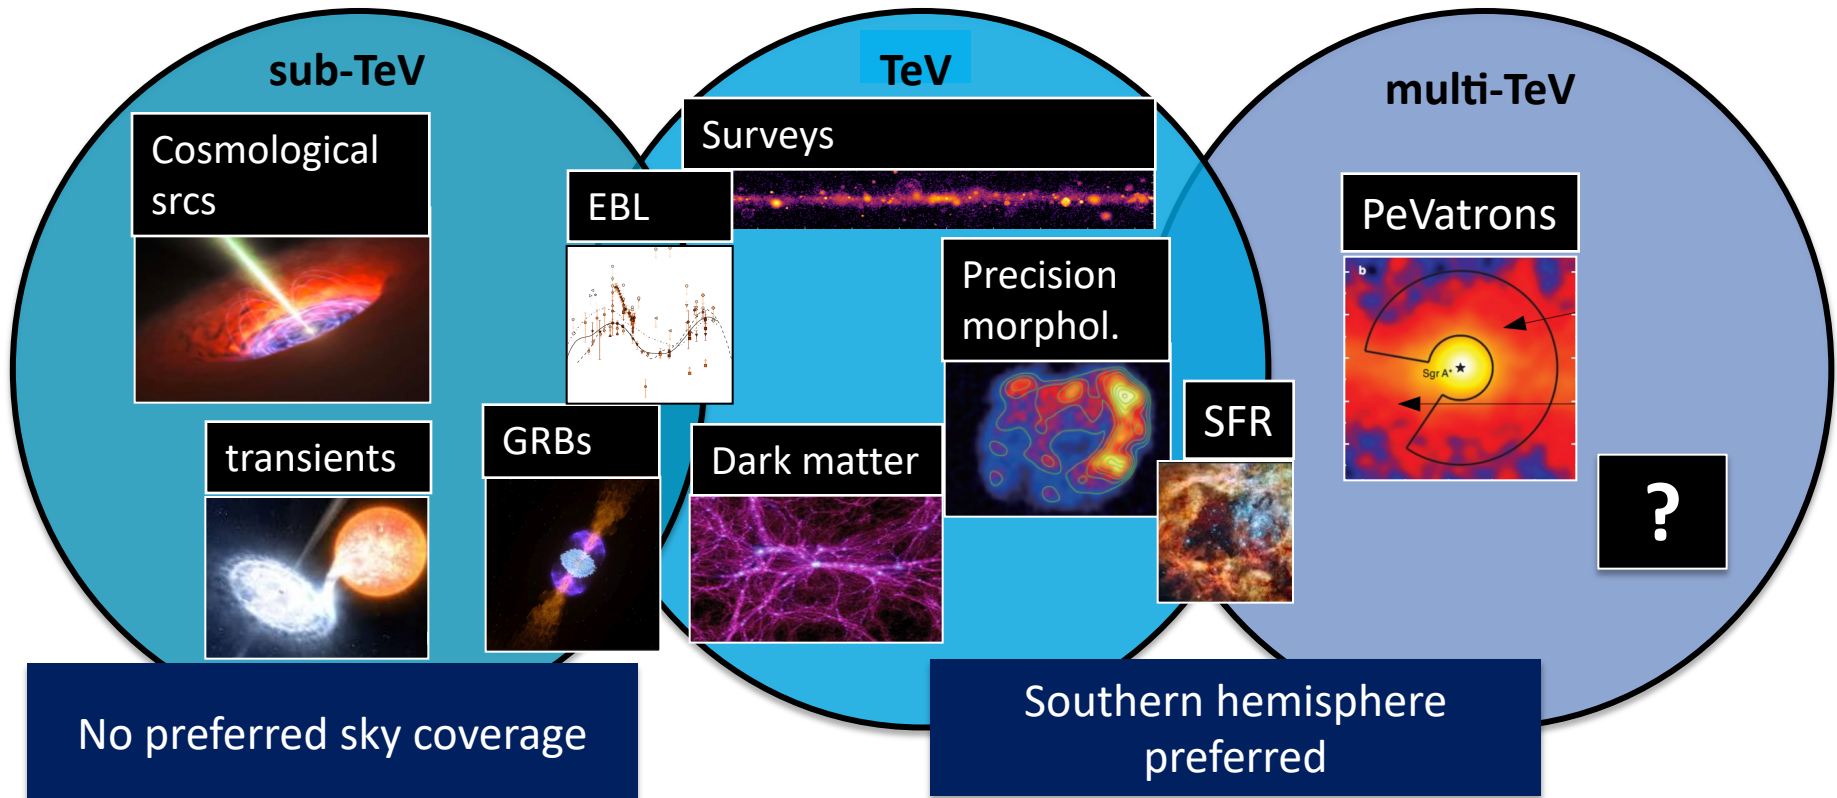 sub-TeV
TeV
multi-TeV
Cosmological
srcs
Surveys
EBL
PeVatrons
Precision
morphol.
b
Sgr A*
SFR
transients
GRBs
Dark matter
?
No preferred sky coverage
Southern hemisphere
preferred